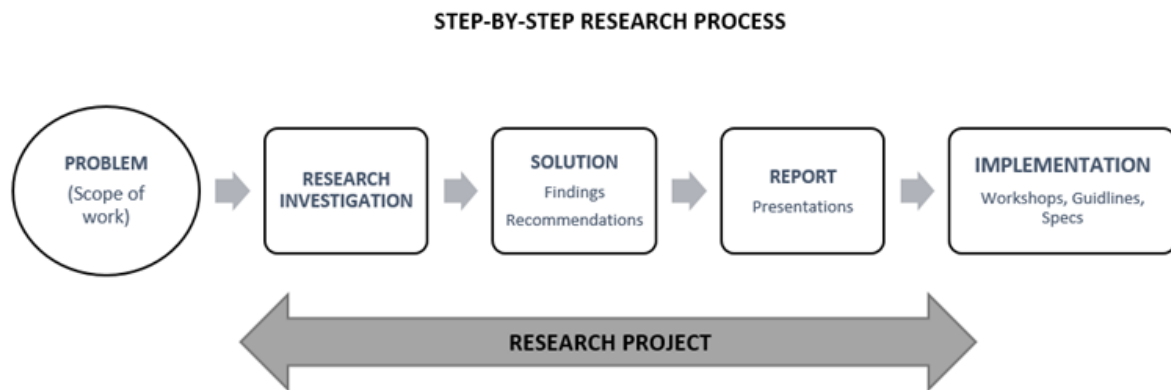 STEP-BY-STEP RESEARCH PROCESS
PROBLEM
(Scope of
work)
RESEARCH
INVESTIGATION
SOLUTION
Findings
Recommendations
REPORT
Presentations
IMPLEMENTATION
Workshops, Guidlines,
Specs
RESEARCH PROJECT